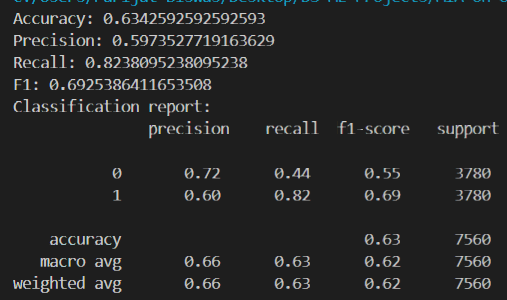 Accuracy: 0.6342592592592593
Precision: 0.5973527719163629
Recall: 0.8238095238095238
F1: 0.6925386411653508
Classification report:
precision recall f1-score support
0 0.72 0.44 0.55 3780
1 0.60 0.82 0.69 3780
accuracy 0.63 7560
macro avg 0.66 0.63 0.62 7560
weighted avg 0.66 0.63 0.62 7560